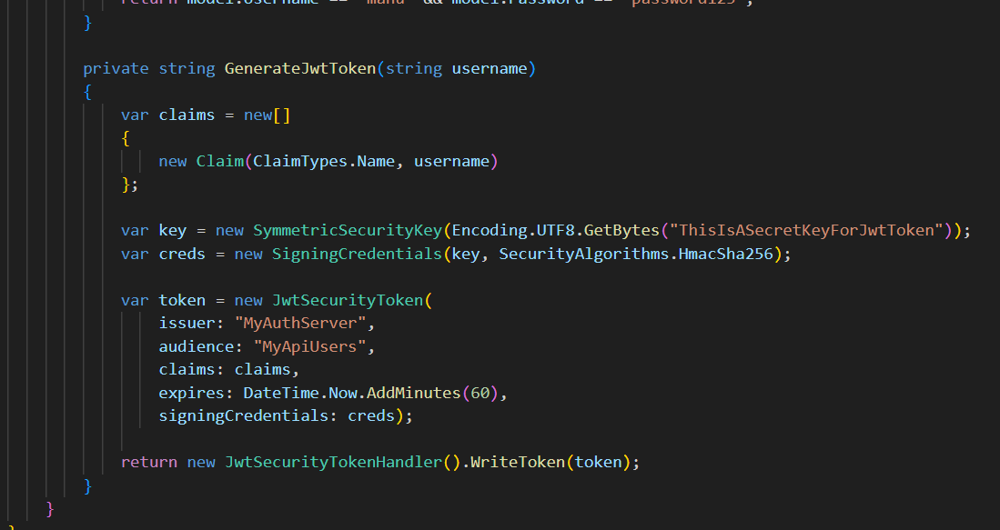 return model.Username == "manu" && model.Password == "password123";
}
private string GenerateJwtToken(string username)
{
var claims = new[]
{
new Claim(ClaimTypes.Name, username)
};
var key = new SymmetricSecurityKey(Encoding.UTF8.GetBytes("ThisIsASecretKeyForJwtToken"));
var creds = new SigningCredentials(key, SecurityAlgorithms.HmacSha256);
var token = new JwtSecurityToken(
issuer: "MyAuthServer",
audience: "MyApiUsers",
claims: claims,
expires: DateTime.Now.AddMinutes(60),
signingCredentials: creds);
return new JwtSecurityTokenHandler().WriteToken(token);
}
}
}